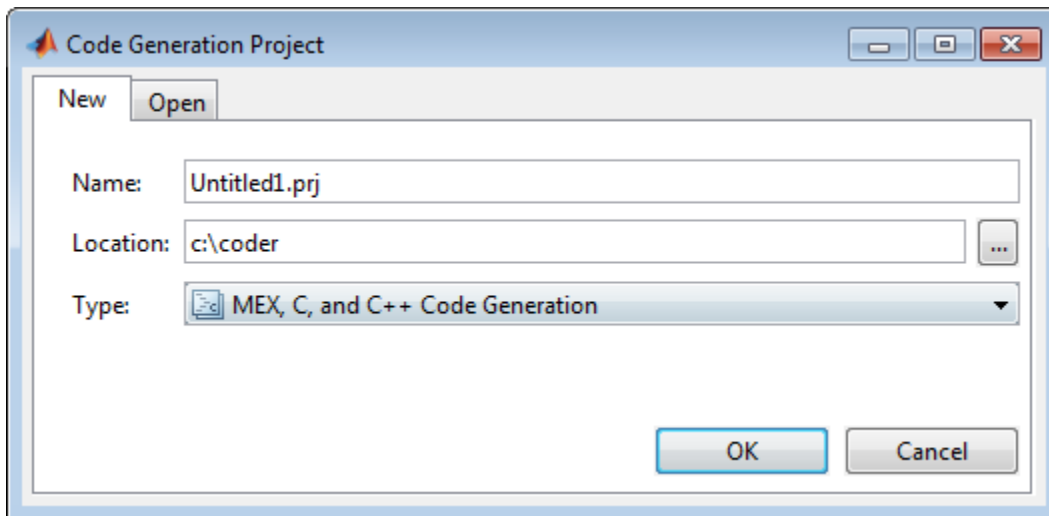 Code Generation Project
New Open
Name: Untitled1.prj
Location: c:\coder ...
Type: MEX, C, and C++ Code Generation
OK Cancel